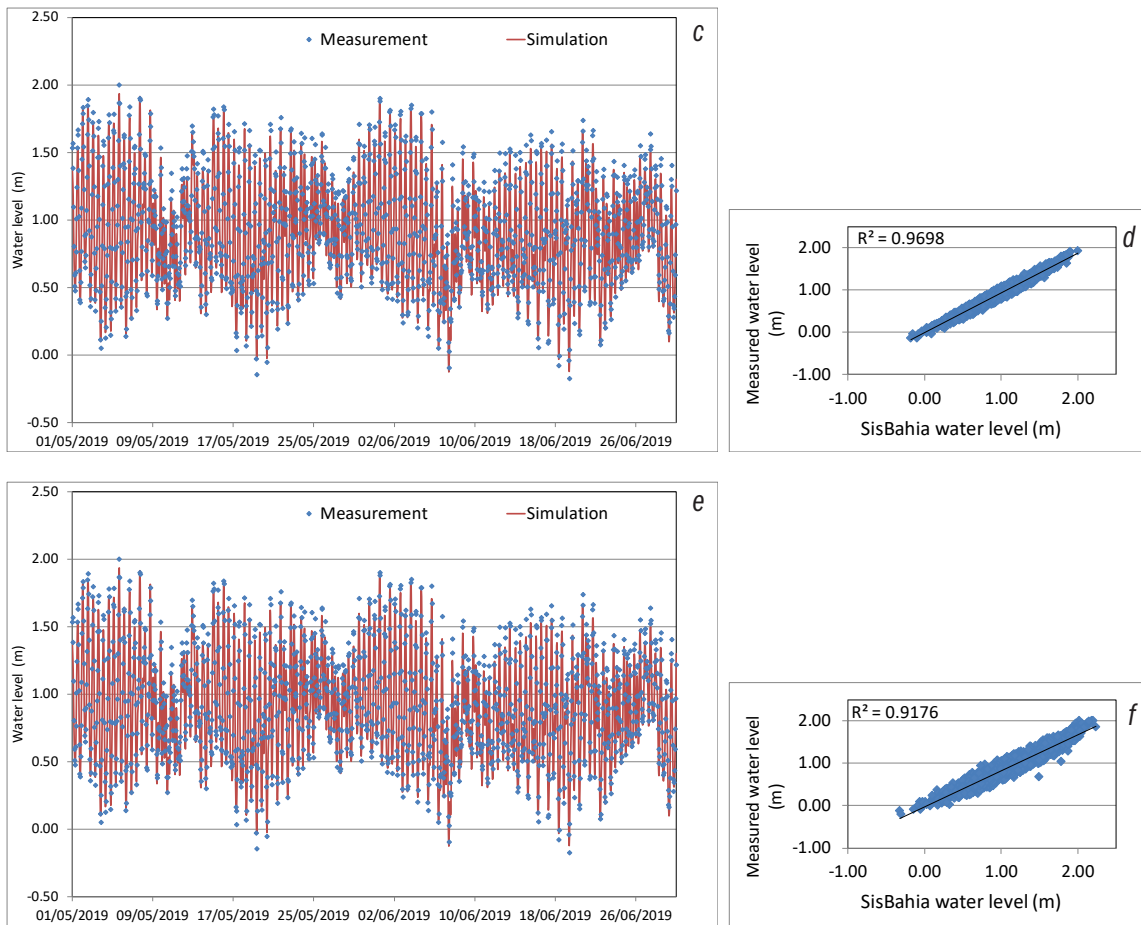 2.50
c
Measurement
Simulation
2.00
1.50
1.00
0.50
0.00
-0.50
Water level (m)
01/05/2019 09/05/2019 17/05/2019 25/05/2019 02/06/2019 10/06/2019 18/06/2019 26/06/2019
R² = 0.9698
d
2.00
1.00
0.00
-1.00
Measured water level
(m)
-1.00 0.00 1.00 2.00
SisBahia water level (m)
2.50
e
Measurement
Simulation
2.00
1.50
1.00
0.50
0.00
-0.50
Water level (m)
01/05/2019 09/05/2019 17/05/2019 25/05/2019 02/06/2019 10/06/2019 18/06/2019 26/06/2019
R² = 0.9176
f
2.00
1.00
0.00
-1.00
Measured water level
(m)
-1.00 0.00 1.00 2.00
SisBahia water level (m)